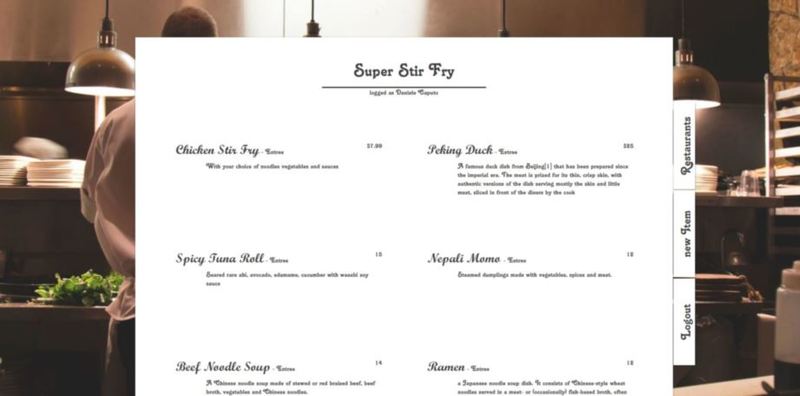 Super Stir Fry
logged as Daniele Caputo
Chicken Stir Fry - Entree $7.99
With your choice of noodles vegetables and sauces
Peking Duck - Entree $25
A famous duck dish from Beijing[1] that has been prepared since
the imperial era. The meat is prized for its thin, crisp skin, with
authentic versions of the dish serving mostly the skin and little
meat, sliced in front of the diners by the cook
Spicy Tuna Roll - Entree 15
Seared rare ahi, avocado, edamame, cucumber with wasabi soy
sauce
Nepali Momo - Entree 12
Steamed dumplings made with vegetables, spices and meat.
Beef Noodle Soup - Entree 14
A Chinese noodle soup made of stewed or red braised beef, beef
broth, vegetables and Chinese noodles.
Ramen - Entree 12
a Japanese noodle soup dish. It consists of Chinese-style wheat
noodles served in a meat- or (occasionally) fish-based broth, often
Restaurants
new Item
Logout